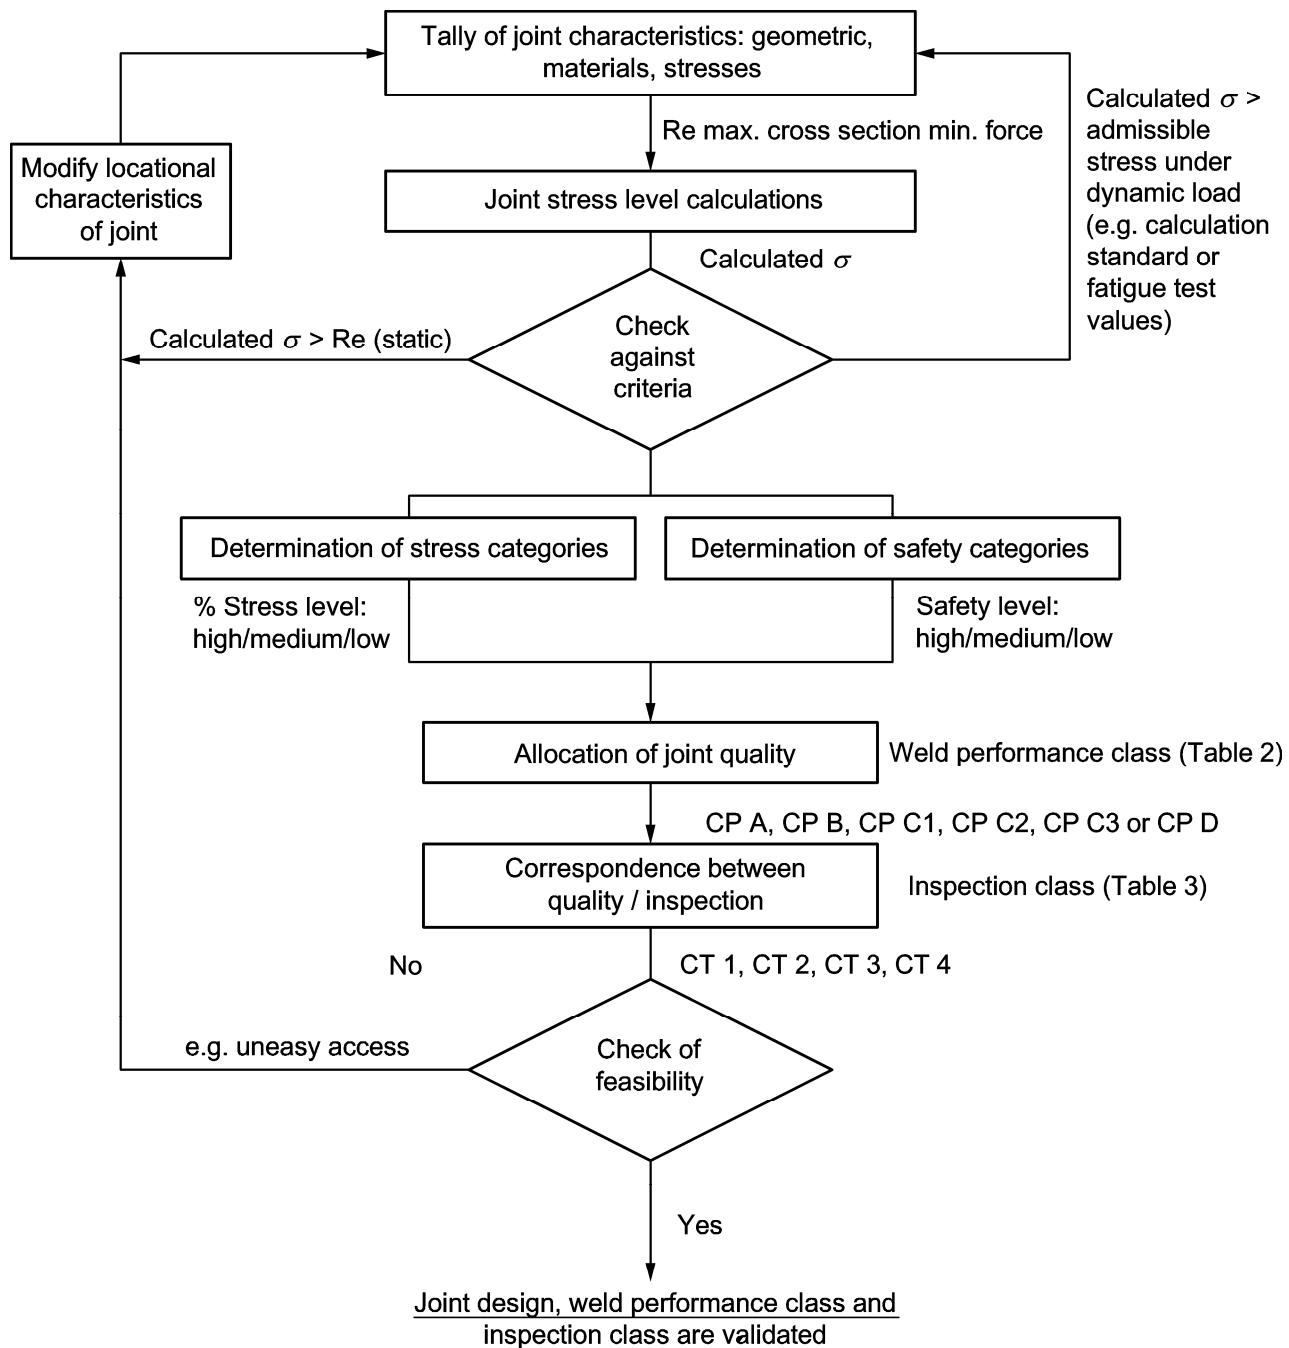 Tally of joint characteristics: geometric,
materials, stresses
Re max. cross section min. force
Calculated σ >
admissible
stress under
dynamic load
(e.g. calculation
standard or
fatigue test
values)
Modify locational
characteristics
of joint
Joint stress level calculations
Calculated σ
Calculated σ > Re (static)
Check
against
criteria
Determination of stress categories
Determination of safety categories
% Stress level:
high/medium/low
Safety level:
high/medium/low
Allocation of joint quality
Weld performance class (Table 2)
CP A, CP B, CP C1, CP C2, CP C3 or CP D
Correspondence between
quality / inspection
Inspection class (Table 3)
No
CT 1, CT 2, CT 3, CT 4
e.g. uneasy access
Check of
feasibility
Yes
Joint design, weld performance class and
inspection class are validated